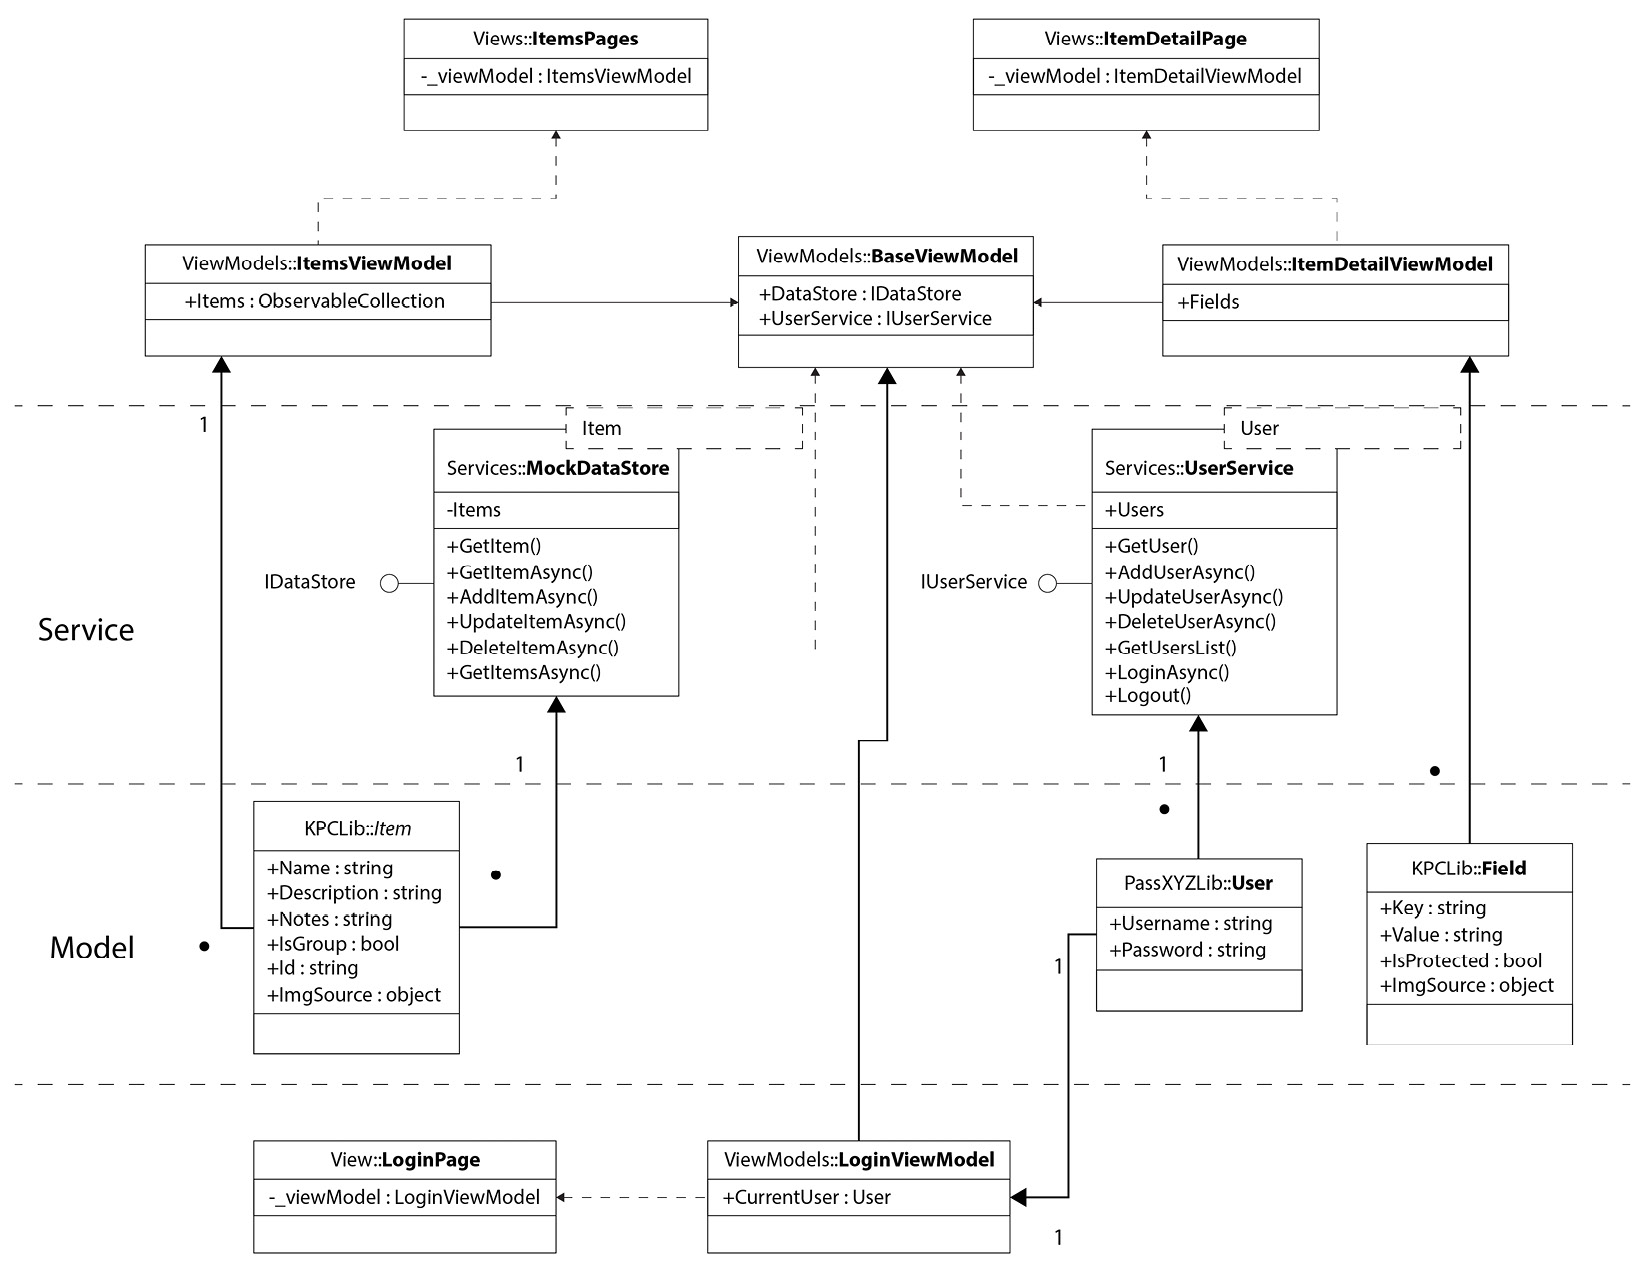 Views::ItemsPages
-_viewModel : ItemsViewModel
Views::ItemDetailPage
-_viewModel : ItemDetailViewModel
ViewModels::ItemsViewModel
+Items : ObservableCollection
ViewModels::BaseViewModel
+DataStore : IDataStore
+UserService : IUserService
ViewModels::ItemDetailViewModel
+Fields
1
Item
Services::MockDataStore
-Items
+GetItem()
+GetItemAsync()
+AddItemAsync()
+UpdateItemAsync()
+DeleteItemAsync()
+GetItemsAsync()
IDataStore
User
Services::UserService
+Users
+GetUser()
+AddUserAsync()
+UpdateUserAsync()
+DeleteUserAsync()
+GetUsersList()
+LoginAsync()
+Logout()
IUserService
Service
1
1
KPCLib::Item
+Name : string
+Description : string
+Notes : string
+IsGroup : bool
+Id : string
+ImgSource : object
PassXYZLib::User
+Username : string
+Password : string
KPCLib::Field
+Key : string
+Value : string
+IsProtected : bool
+ImgSource : object
Model
1
View::LoginPage
-_viewModel : LoginViewModel
ViewModels::LoginViewModel
+CurrentUser : User
1